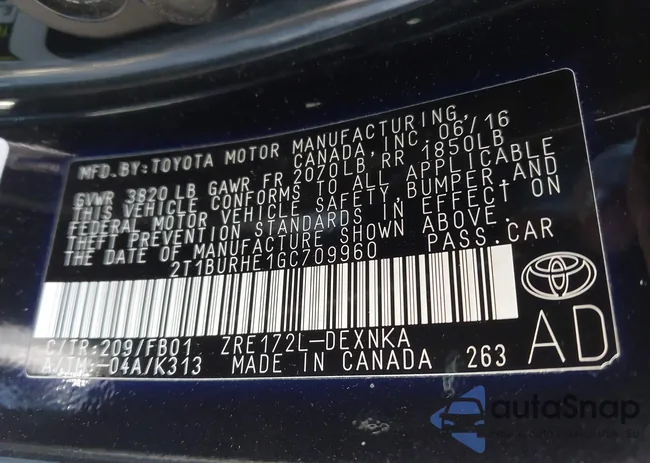 MFD.BY:TOYOTA MOTOR MANUFACTURING,
CANADA, INC. 06/16
GVWR 3820 LB GAWR FR 2070LB, RR 1850LB
THIS VEHICLE CONFORMS TO ALL APPLICABLE
FEDERAL MOTOR VEHICLE SAFETY, BUMPER, AND
THEFT PREVENTION STANDARDS IN EFFECT ON
THE DATE OF MANUFACTURE SHOWN ABOVE.
2T1BURHE1GC709960 PASS.CAR
C/TR:209/FB01 ZRE172L-DEXNKA
A/TM:-04A/K313 MADE IN CANADA 263
AD
autoSnap